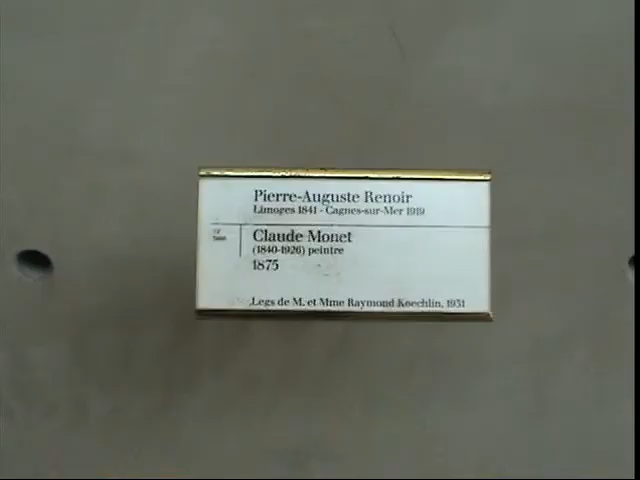 Pierre-Auguste Renoir
Limoges 1841 - Cagnes-sur-Mer 1919
Claude Monet
(1840-1926) peintre
1875
Legs de M. et Mme Raymond Koechlin, 1931